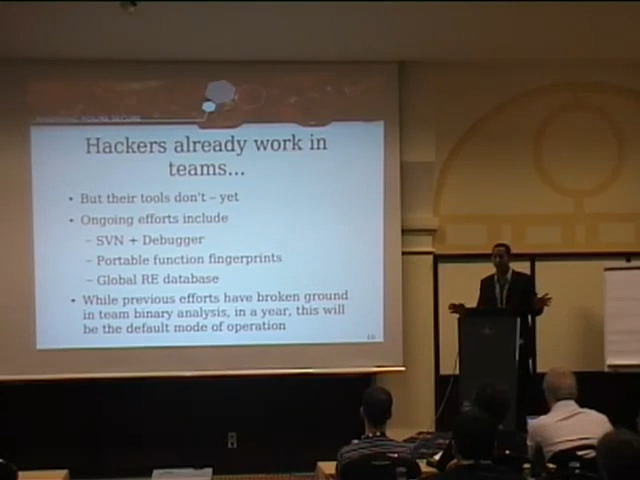 Hackers already work in
teams...
• But their tools don't – yet
• Ongoing efforts include
– SVN + Debugger
– Portable function fingerprints
– Global RE database
• While previous efforts have broken ground
in team binary analysis, in a year, this will
be the default mode of operation